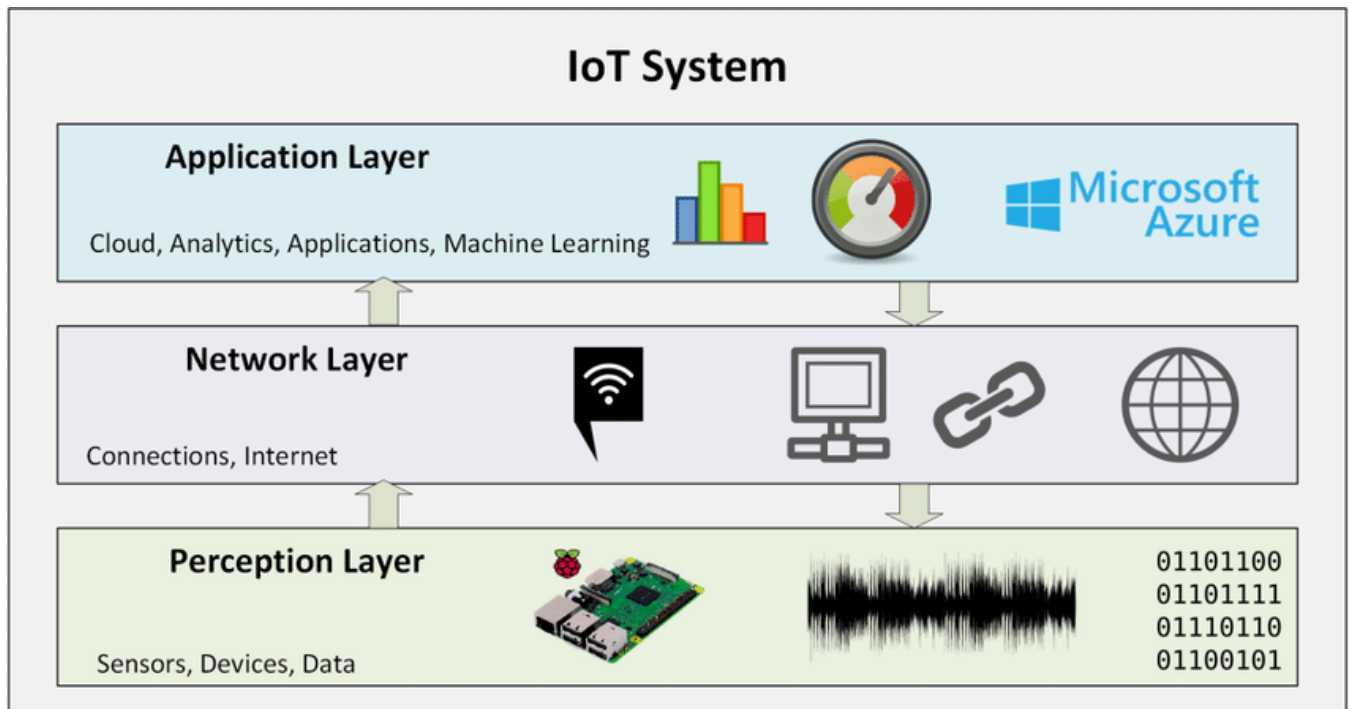 IoT System
Application Layer
Cloud, Analytics, Applications, Machine Learning
Microsoft
Azure
Network Layer
Connections, Internet
Perception Layer
Sensors, Devices, Data
01101100
01101111
01110110
01100101